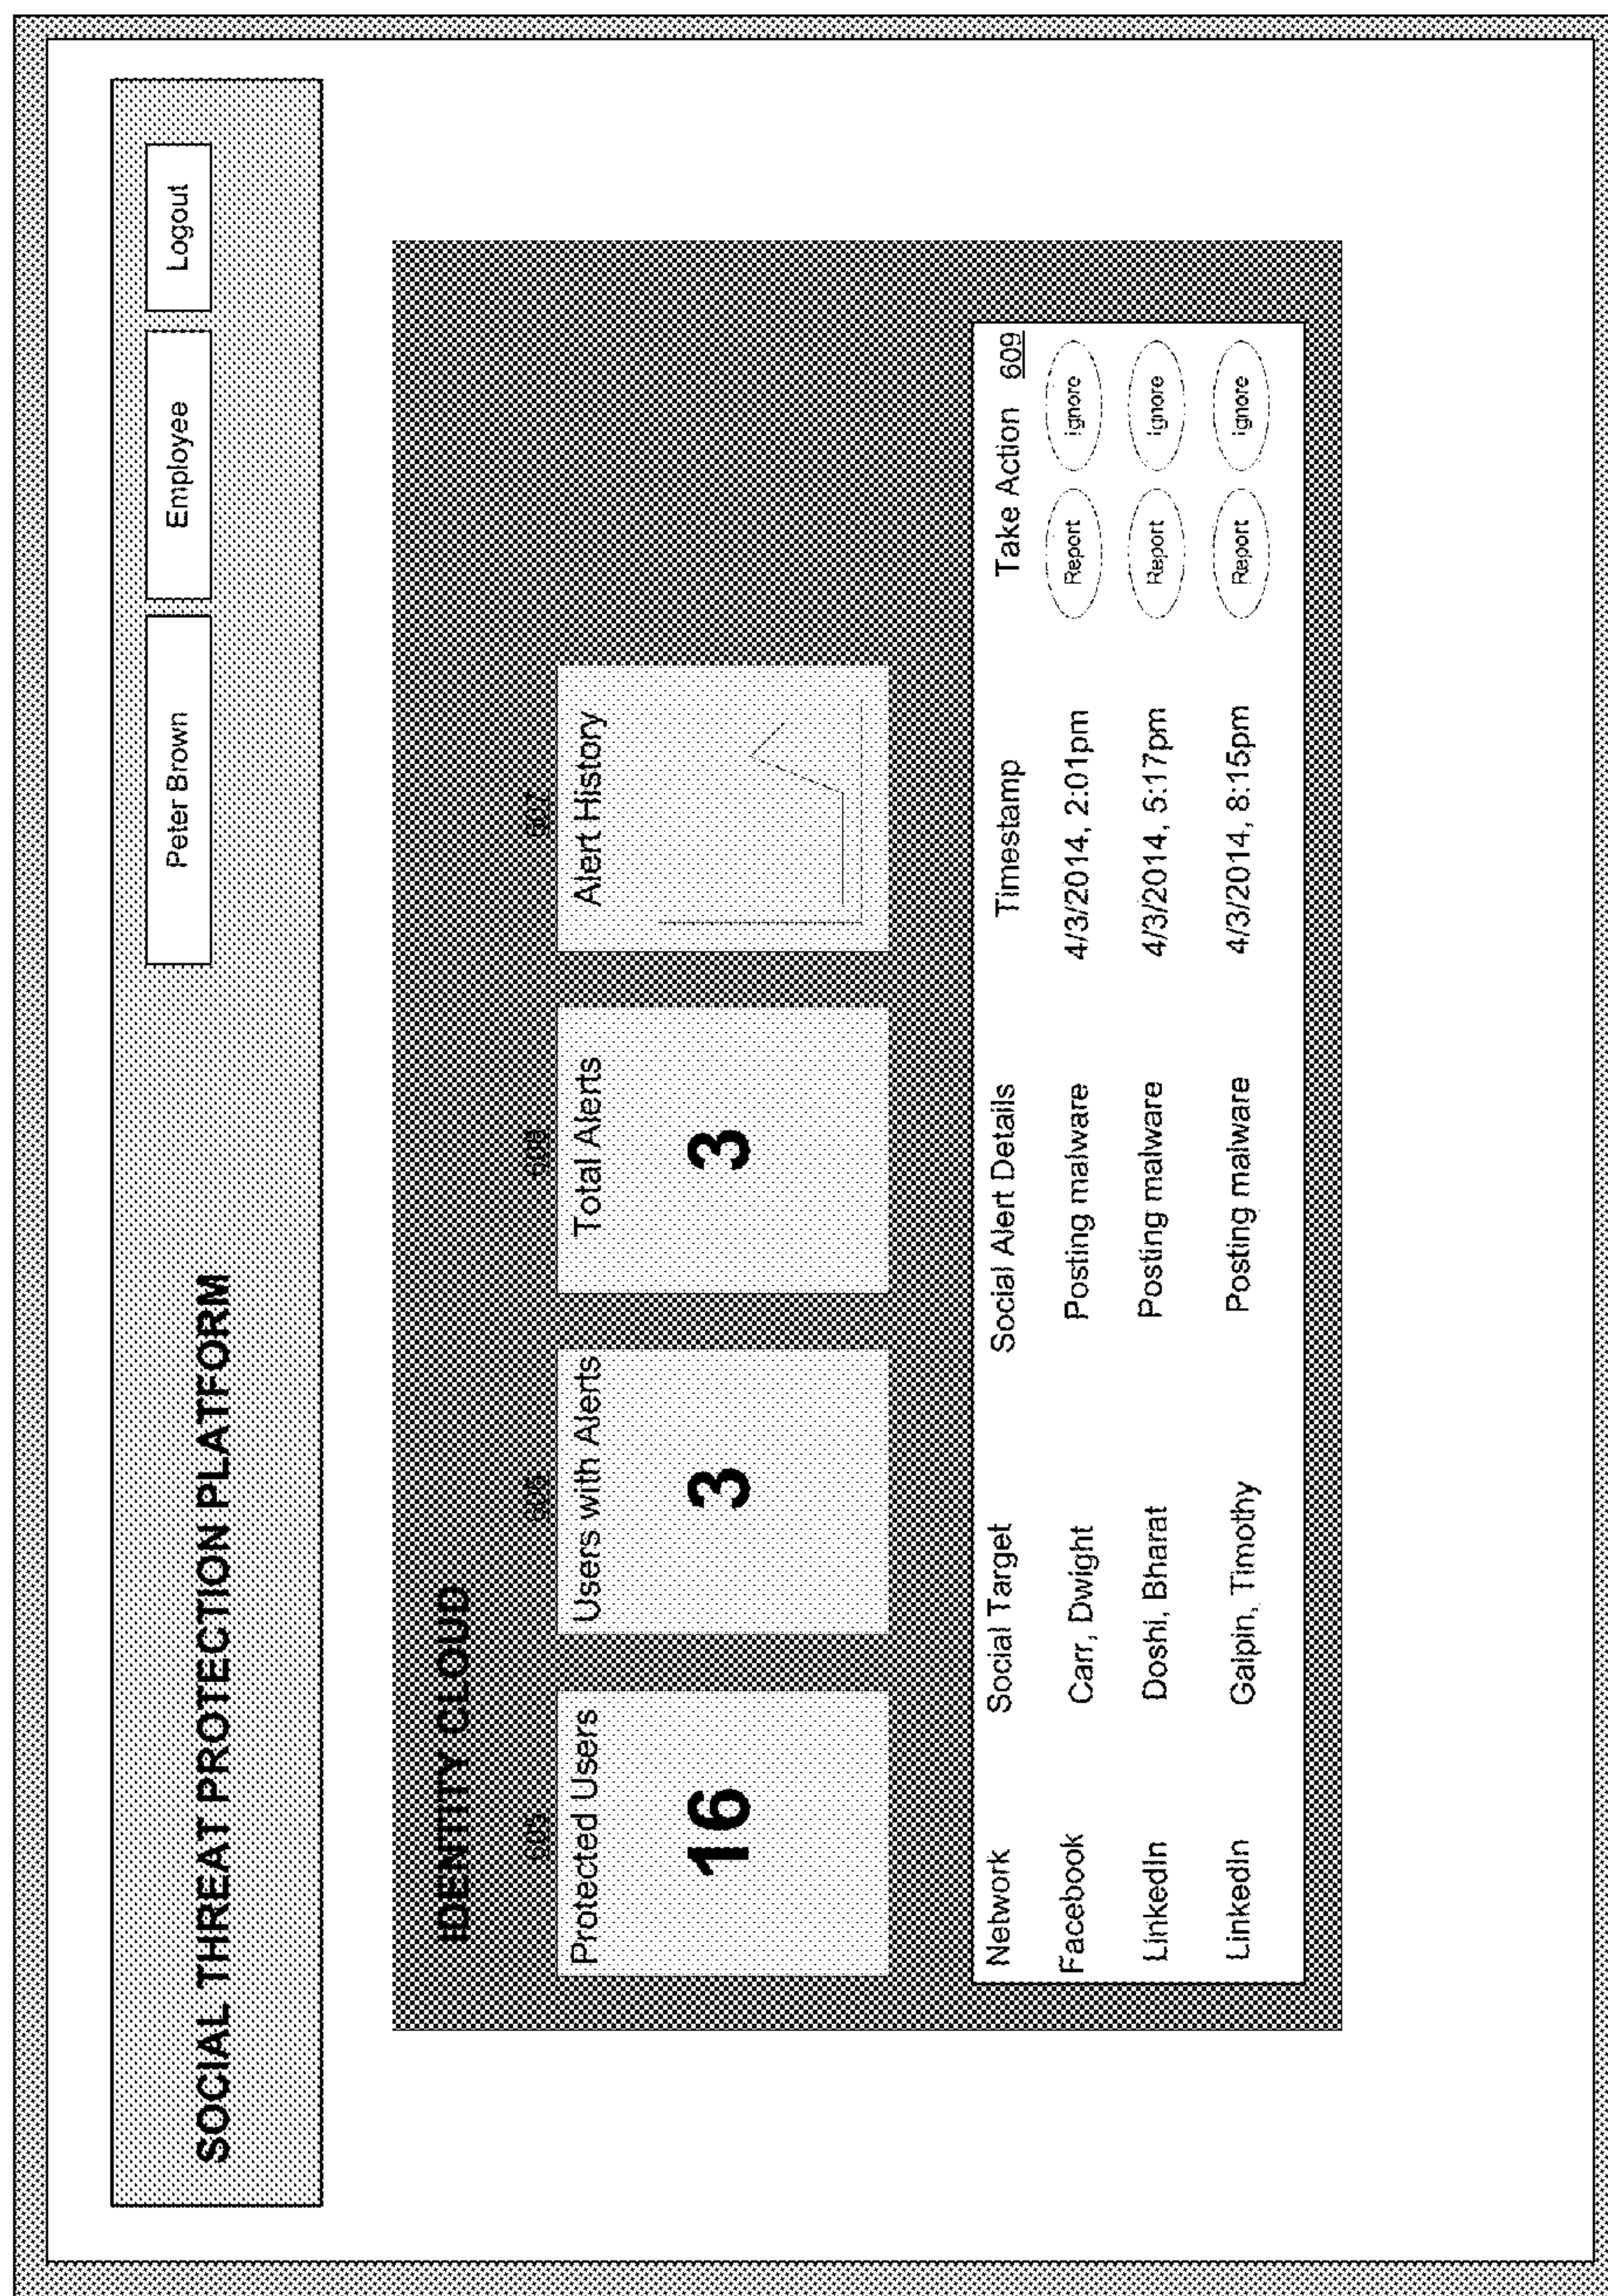 SOCIAL THREAT PROTECTION PLATFORM
Peter Brown
Employee
Logout
IDENTITY CLOUD
Protected Users
16
Users with Alerts
3
Total Alerts
3
Alert History
Network Social Target Social Alert Details Timestamp Take Action 609
Facebook Carr, Dwight Posting malware 4/3/2014, 2:01pm Report Ignore
LinkedIn Doshi, Bharat Posting malware 4/3/2014, 5:17pm Report Ignore
LinkedIn Galpin, Timothy Posting malware 4/3/2014, 8:15pm Report Ignore